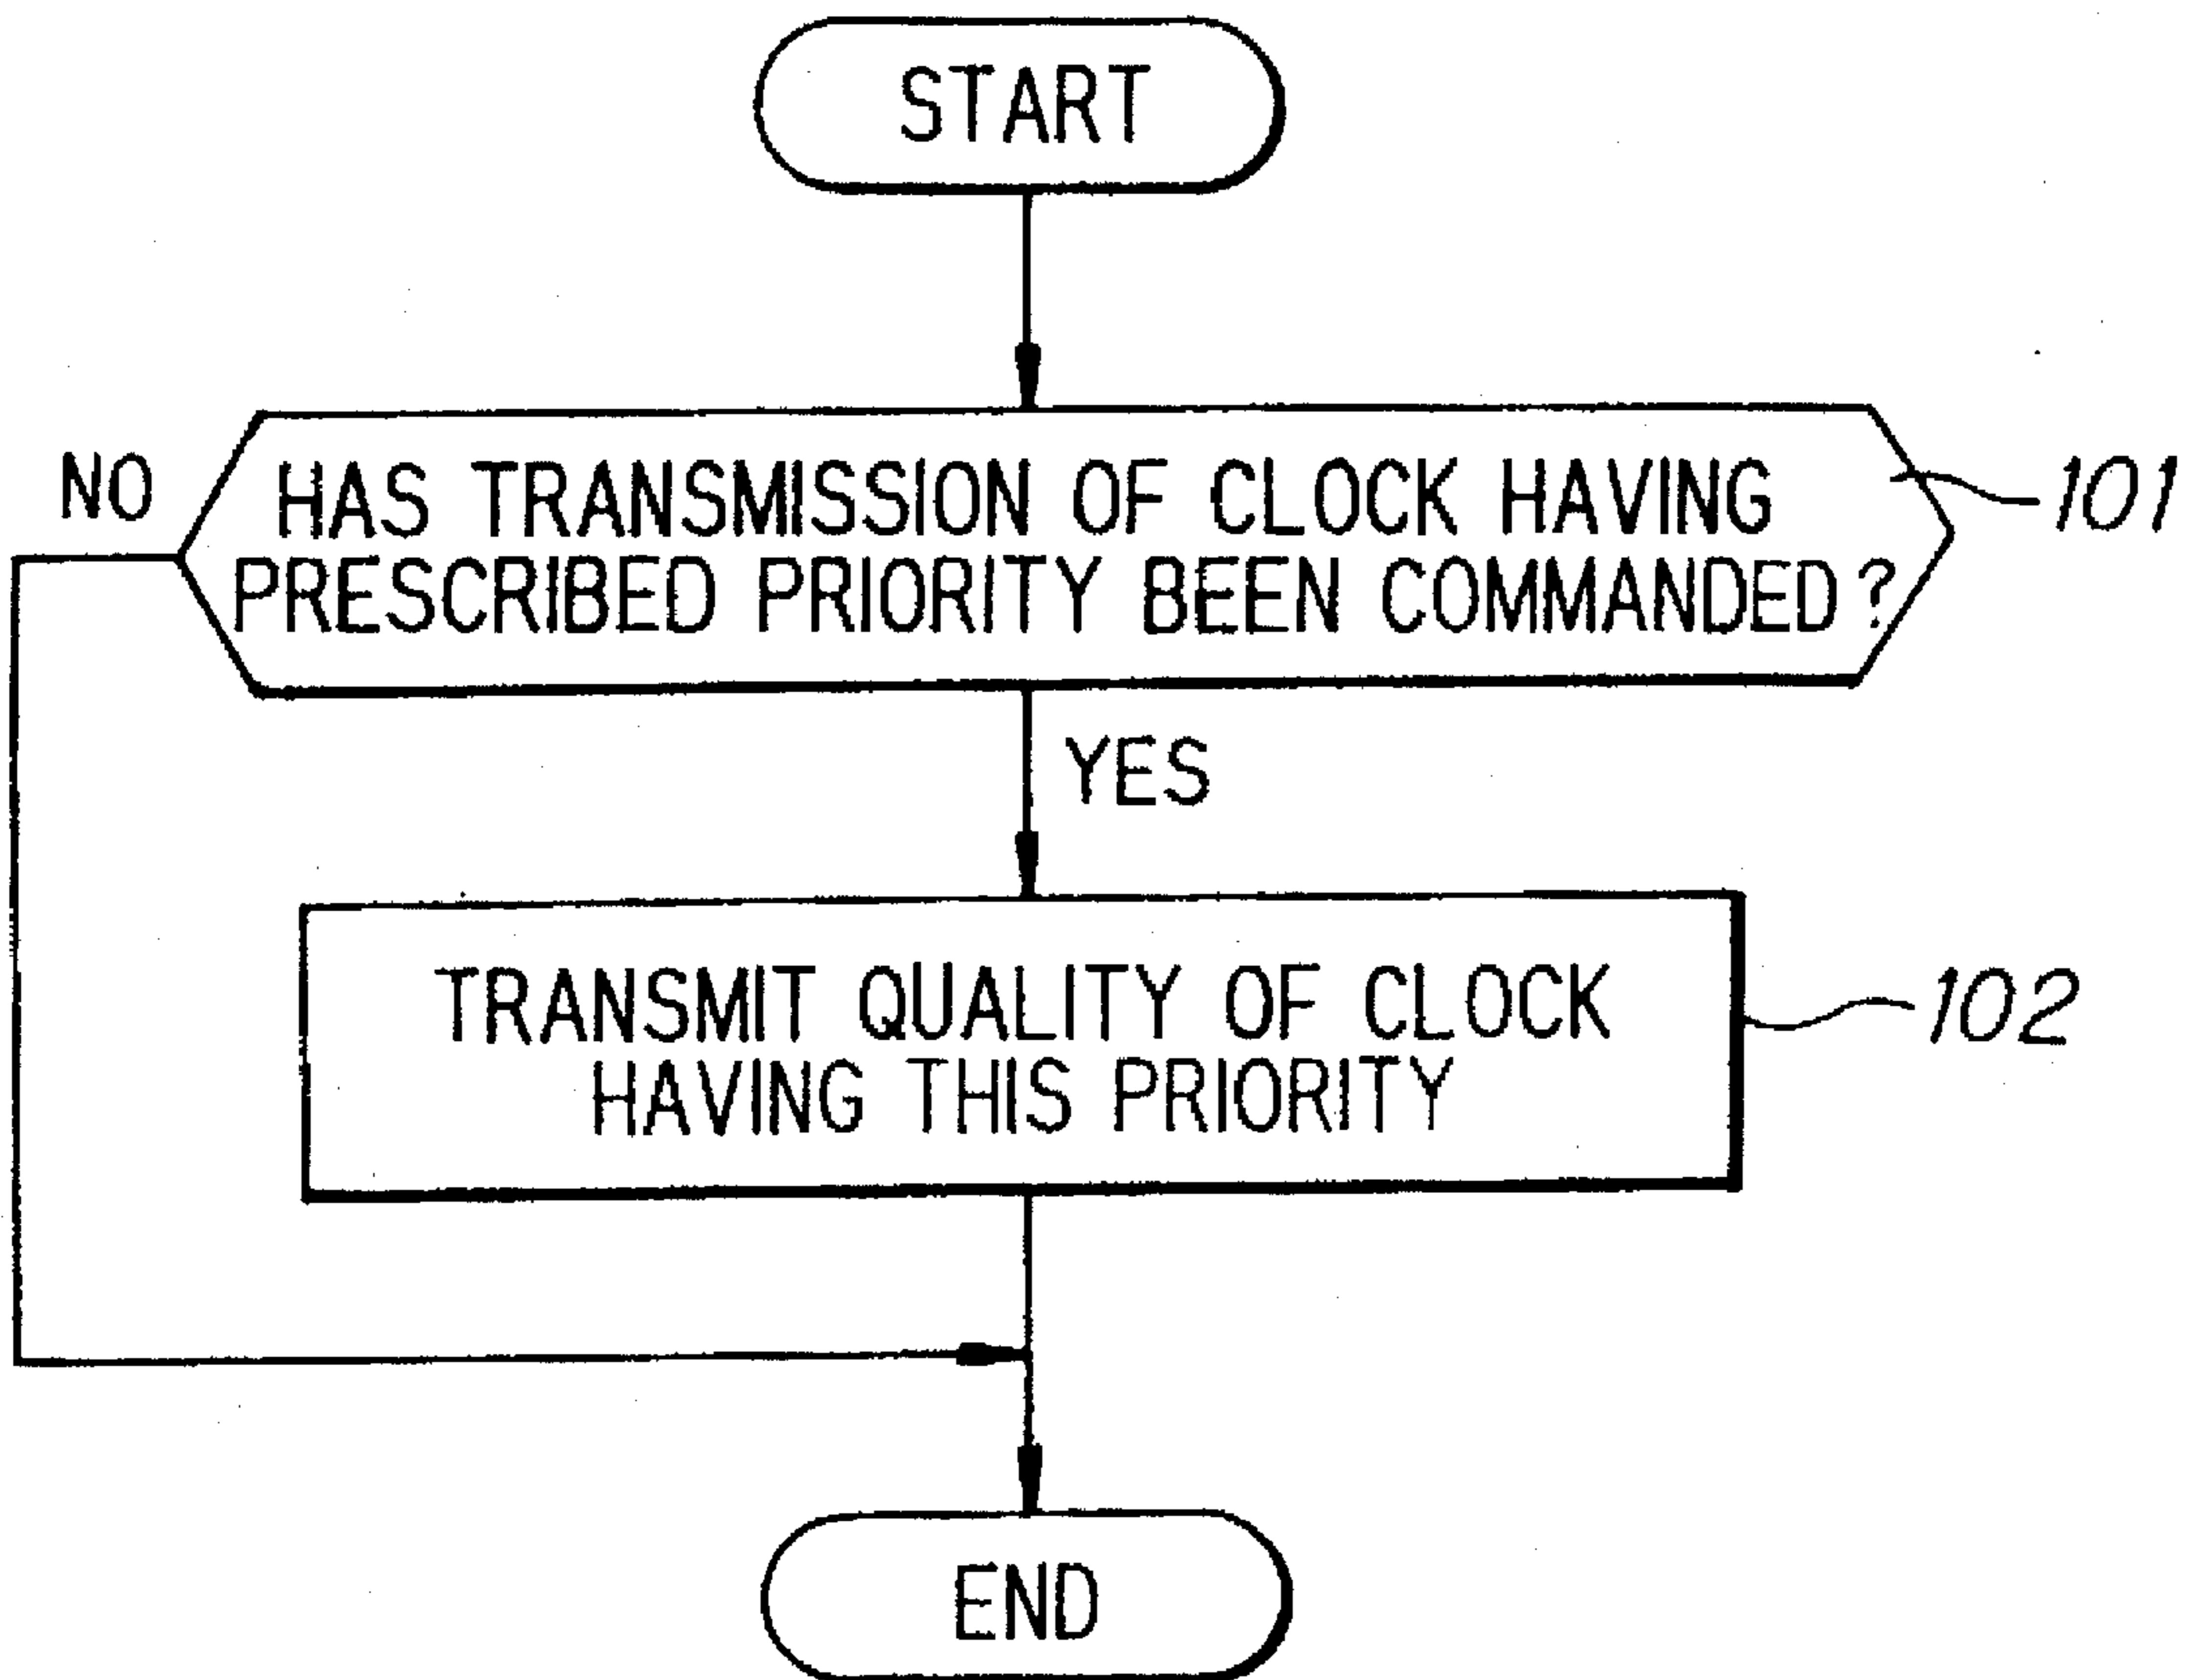 START
NO
HAS TRANSMISSION OF CLOCK HAVING
PRESCRIBED PRIORITY BEEN COMMANDED?
101
YES
TRANSMIT QUALITY OF CLOCK
HAVING THIS PRIORITY
102
END